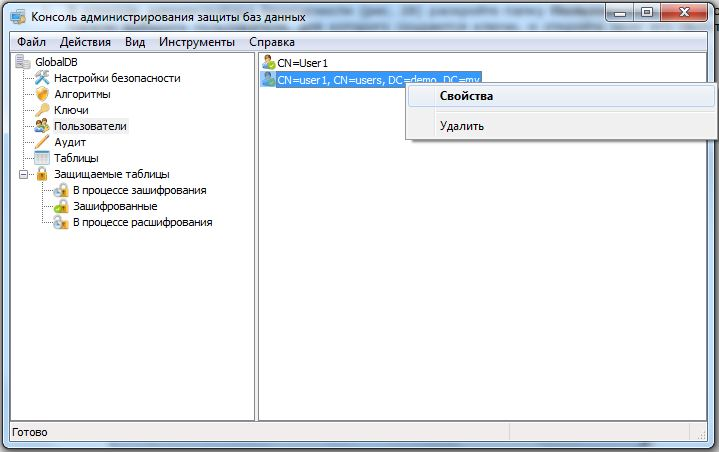 Консоль администрирования защиты баз данных
Файл Действия Вид Инструменты Справка
GlobalDB
Настройки безопасности
Алгоритмы
Ключи
Пользователи
Аудит
Таблицы
Защищаемые таблицы
В процессе зашифрования
Зашифрованные
В процессе расшифрования
CN=User1
CN=user1, CN=users, DC=demo, DC=my
Свойства
Удалить
Готово